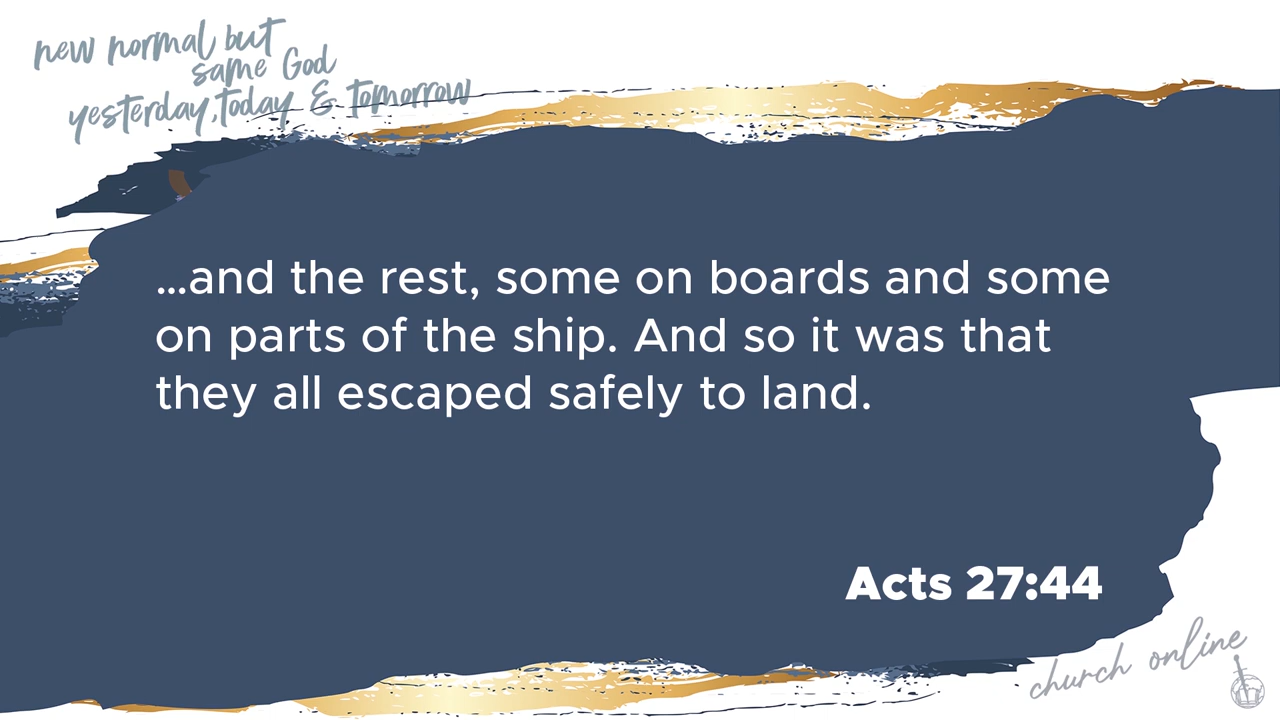 new normal but
same God
yesterday, today & tomorrow
...and the rest, some on boards and some
on parts of the ship. And so it was that
they all escaped safely to land.
Acts 27:44
church online